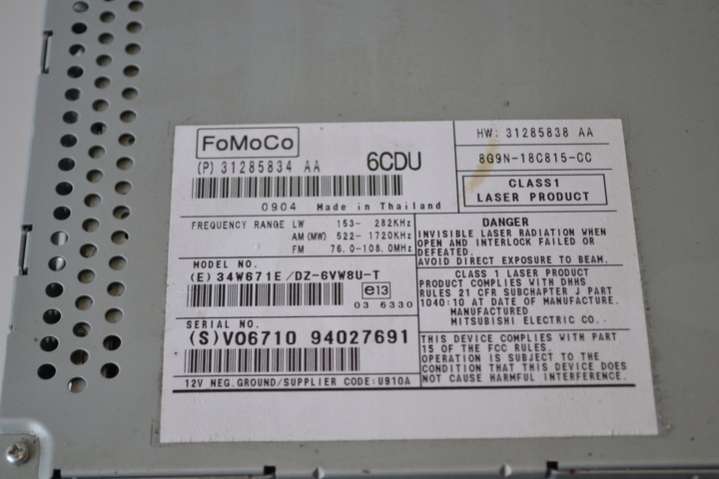 FoMoCo
(P) 31285834 AA 6CDU
0904 Made in Thailand
HW: 31285838 AA
8G9N-18C815-CC
CLASS1
LASER PRODUCT
FREQUENCY RANGE LW 153- 282KHz
AM (MW) 522- 1720KHz
FM 76.0-108.0MHz
MODEL NO.
(E) 34W671E/DZ-6VW8U-T
e13
03 6330
SERIAL NO.
(S)V06710 94027691
12V NEG.GROUND/SUPPLIER CODE:U910A
DANGER
INVISIBLE LASER RADIATION WHEN
OPEN AND INTERLOCK FAILED OR
DEFEATED.
AVOID DIRECT EXPOSURE TO BEAM.
CLASS 1 LASER PRODUCT
PRODUCT COMPLIES WITH DHHS
RULES 21 CFR SUBCHAPTER J PART
1040:10 AT DATE OF MANUFACTURE.
MANUFACTURED
MITSUBISHI ELECTRIC CO..
THIS DEVICE COMPLIES WITH PART
15 OF THE FCC RULES.
OPERATION IS SUBJECT TO THE
CONDITION THAT THIS DEVICE DOES
NOT CAUSE HARMFUL INTERFERENCE.